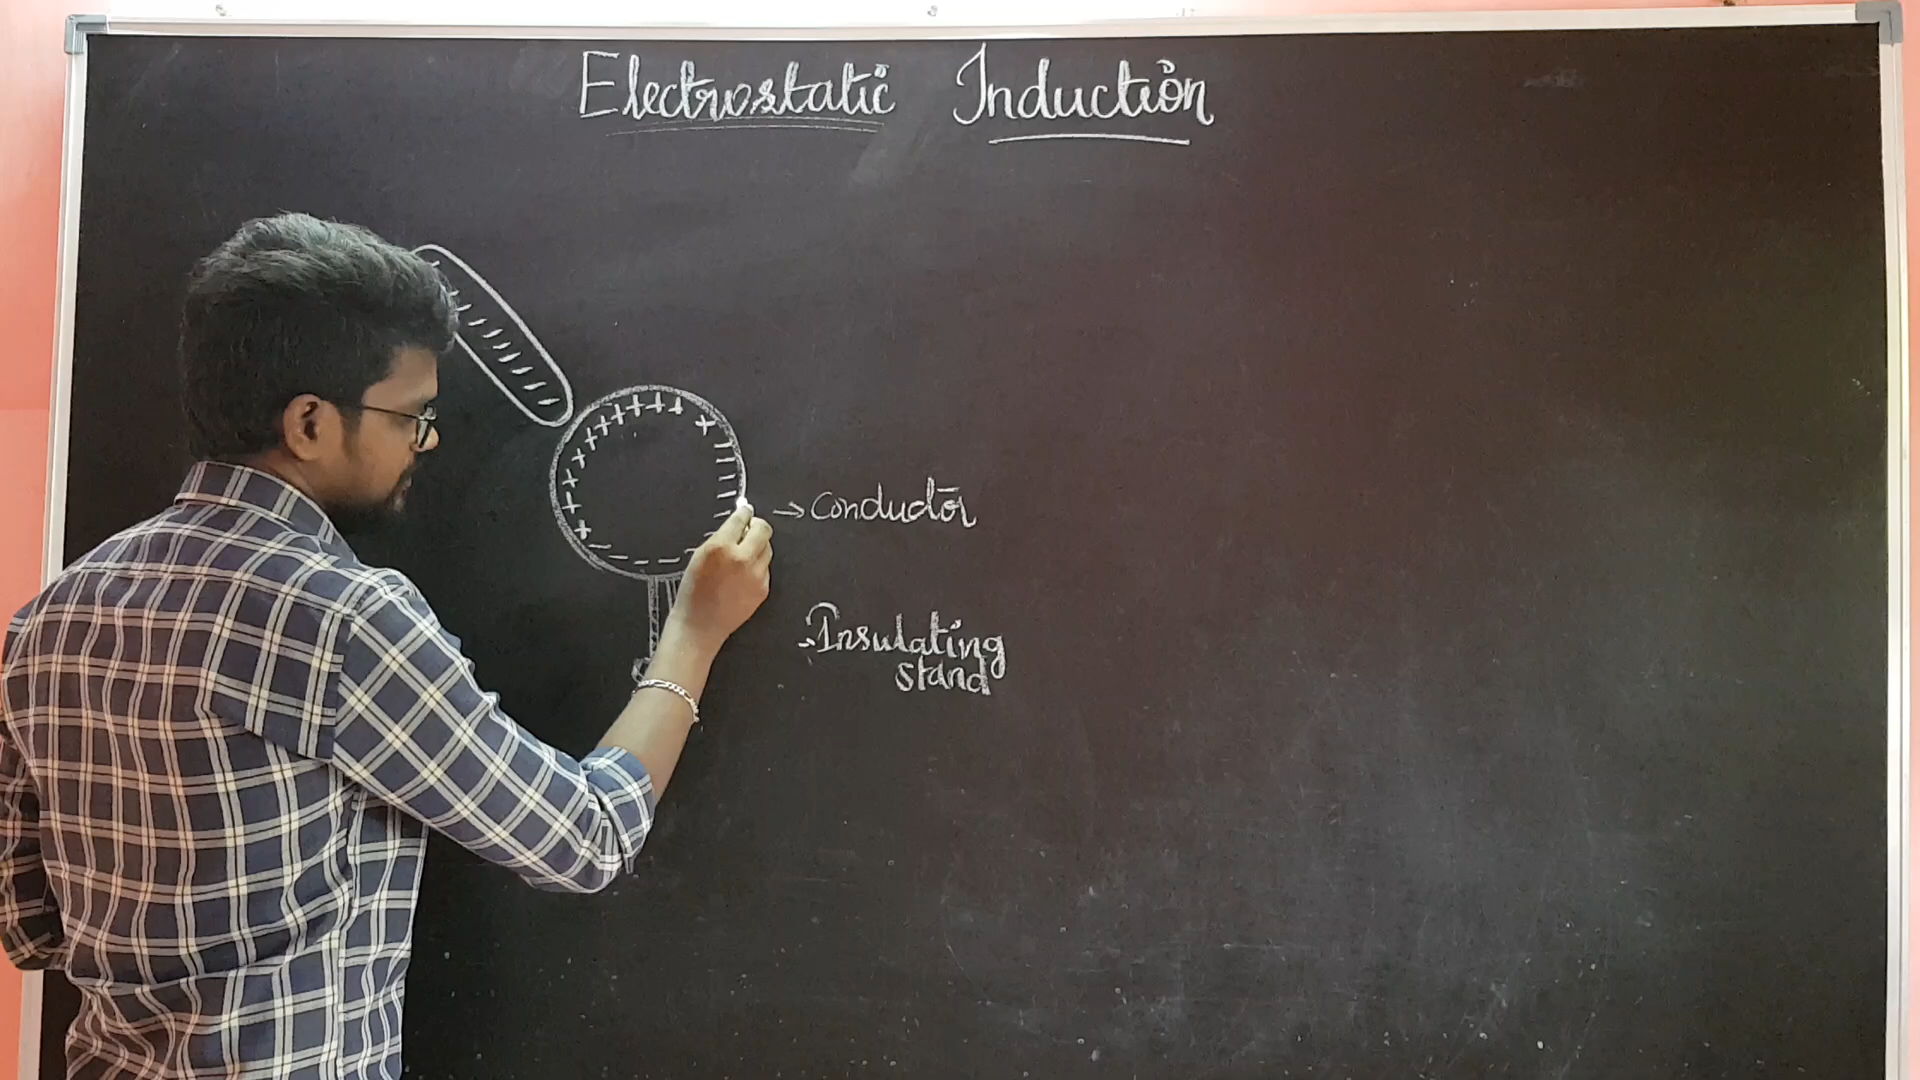 Electrostatic Induction
→ Conductor
→ Insulating
stand